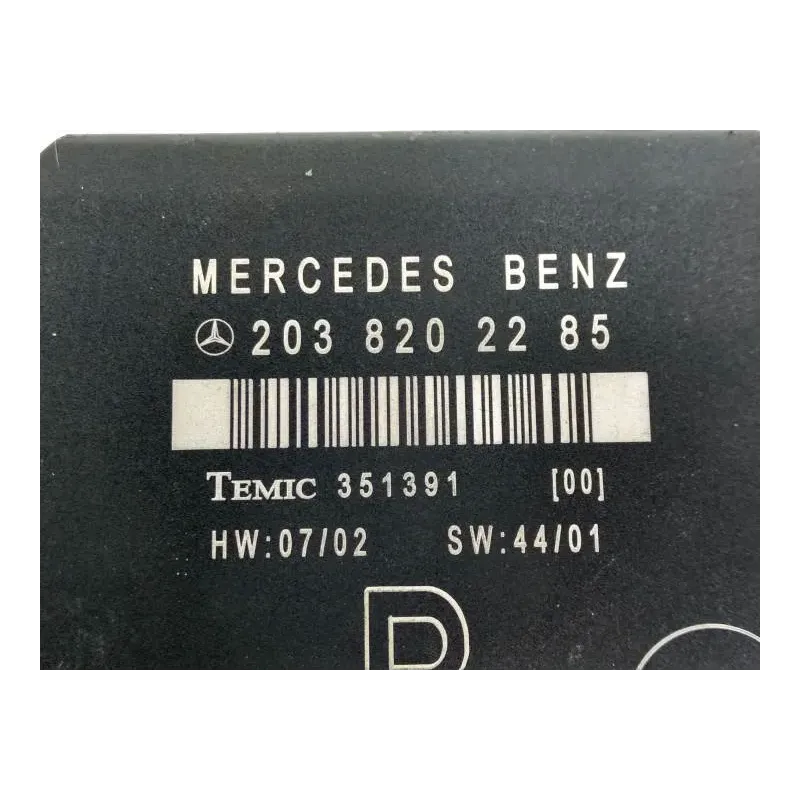 MERCEDES BENZ
203 820 22 85
TEMIC 351391 [00]
HW:07/02 SW:44/01